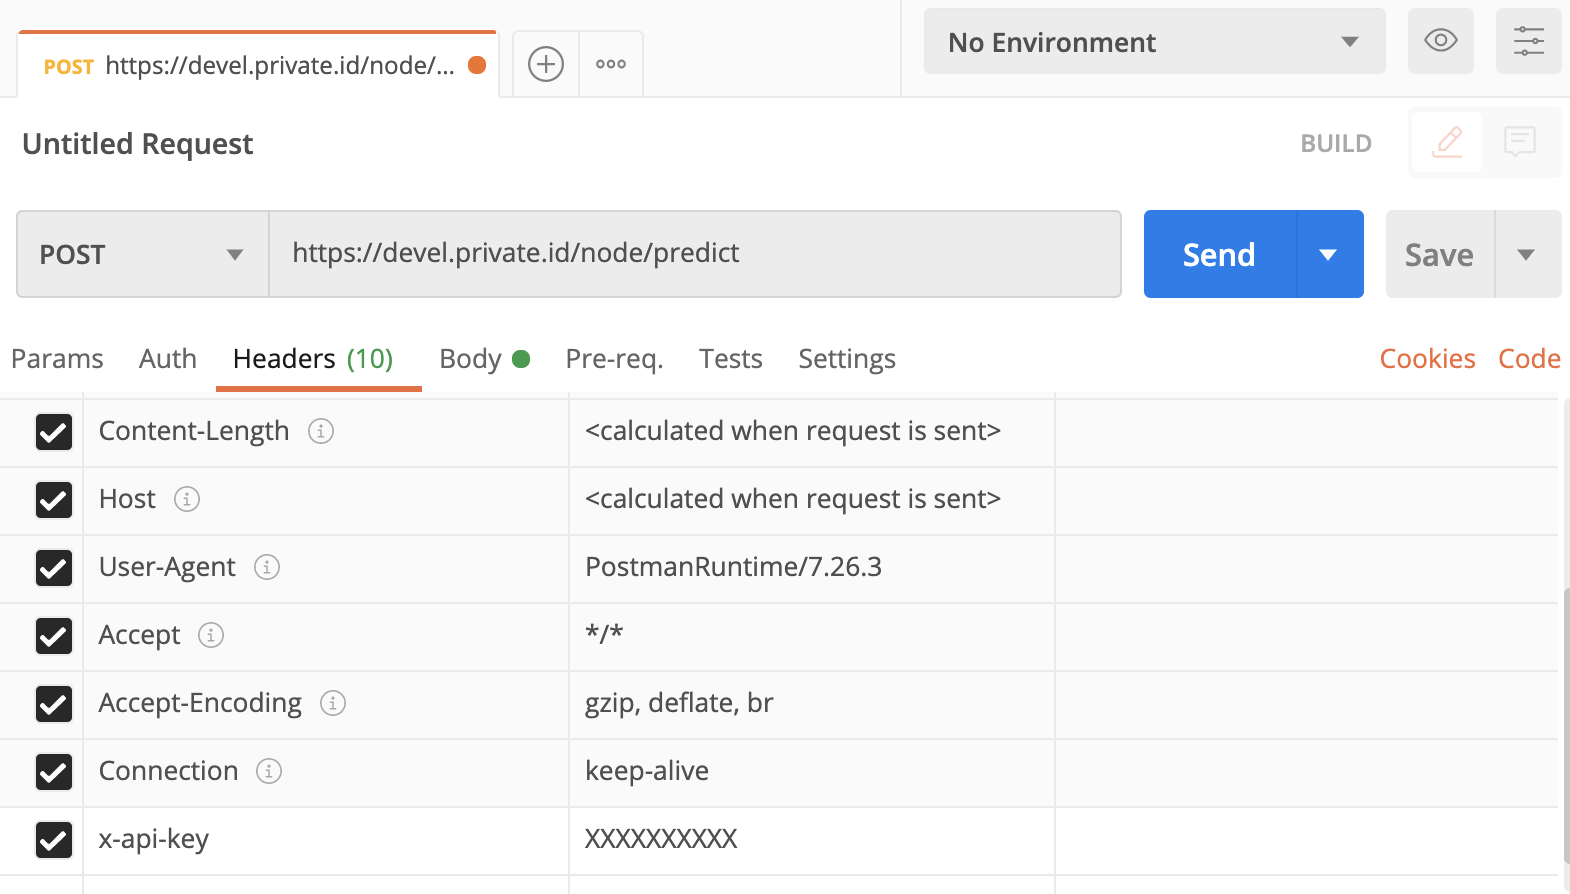 POST https://devel.private.id/node/...
No Environment
Untitled Request
BUILD
POST
https://devel.private.id/node/predict
Send
Save
Params Auth Headers (10) Body Pre-req. Tests Settings Cookies Code
Content-Length <calculated when request is sent>
Host <calculated when request is sent>
User-Agent PostmanRuntime/7.26.3
Accept */*
Accept-Encoding gzip, deflate, br
Connection keep-alive
x-api-key XXXXXXXXXX